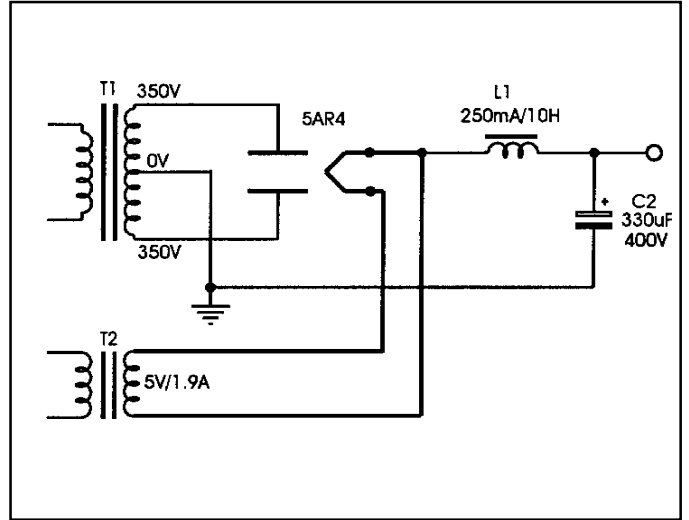 T1
350V
0V
350V
5AR4
L1
250mA/10H
+
C2
330uF
400V
T2
5V/1.9A